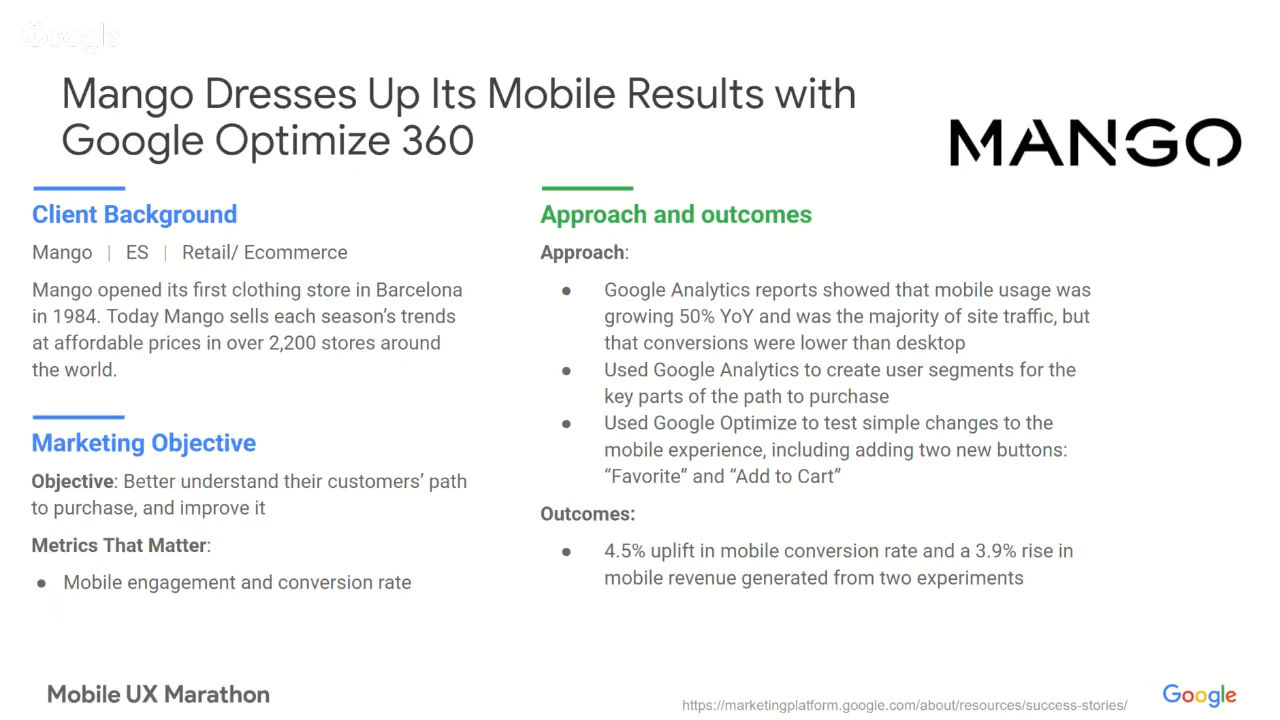 Google
Mango Dresses Up Its Mobile Results with
Google Optimize 360
MANGO
Client Background
Mango | ES | Retail/ Ecommerce
Mango opened its first clothing store in Barcelona
in 1984. Today Mango sells each season’s trends
at affordable prices in over 2,200 stores around
the world.
Marketing Objective
Objective: Better understand their customers’ path
to purchase, and improve it
Metrics That Matter:
● Mobile engagement and conversion rate
Approach and outcomes
Approach:
● Google Analytics reports showed that mobile usage was
growing 50% YoY and was the majority of site traffic, but
that conversions were lower than desktop
● Used Google Analytics to create user segments for the
key parts of the path to purchase
● Used Google Optimize to test simple changes to the
mobile experience, including adding two new buttons:
“Favorite” and “Add to Cart”
Outcomes:
● 4.5% uplift in mobile conversion rate and a 3.9% rise in
mobile revenue generated from two experiments
Mobile UX Marathon
https://marketingplatform.google.com/about/resources/success-stories/
Google